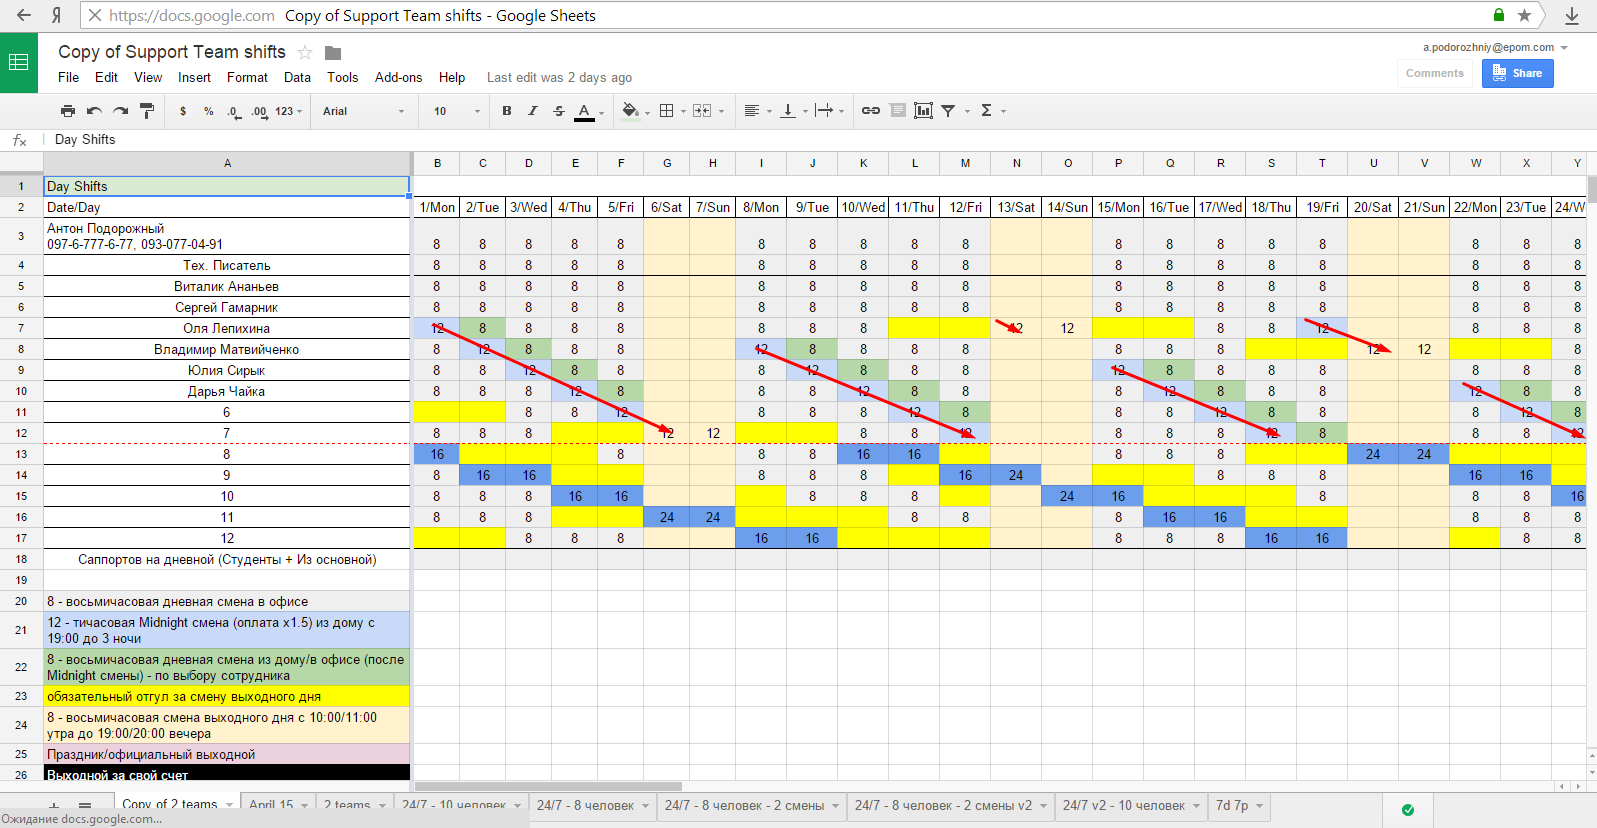 https://docs.google.com Copy of Support Team shifts - Google Sheets
Copy of Support Team shifts
a.podorozhniy@epom.com
File Edit View Insert Format Data Tools Add-ons Help Last edit was 2 days ago
Comments Share
$ % .0 .00 123 Arial 10 B I S A Σ
fx Day Shifts
A B C D E F G H I J K L M N O P Q R S T U V W X Y
1 Day Shifts
2 Date/Day 1/Mon 2/Tue 3/Wed 4/Thu 5/Fri 6/Sat 7/Sun 8/Mon 9/Tue 10/Wed 11/Thu 12/Fri 13/Sat 14/Sun 15/Mon 16/Tue 17/Wed 18/Thu 19/Fri 20/Sat 21/Sun 22/Mon 23/Tue 24/W
3 Антон Подорожный
097-6-777-6-77, 093-077-04-91 8 8 8 8 8 8 8 8 8 8 8 8 8 8 8 8 8 8
4 Тех. Писатель 8 8 8 8 8 8 8 8 8 8 8 8 8 8 8 8 8 8
5 Виталик Ананьев 8 8 8 8 8 8 8 8 8 8 8 8 8 8 8 8 8 8
6 Сергей Гамарник 8 8 8 8 8 8 8 8 8 8 8 8 8 8 8 8 8 8
7 Оля Лепихина 12 8 8 8 8 8 8 8 12 12 8 8 12 8 8 8
8 Владимир Матвийченко 8 12 8 8 8 12 8 8 8 8 8 8 8 12 12 8
9 Юлия Сирык 8 8 12 8 8 8 12 8 8 8 12 8 8 8 8 8 8 8
10 Дарья Чайка 8 8 8 12 8 8 8 12 8 8 8 12 8 8 8 12 8 8
11 6 8 8 12 8 8 8 12 8 8 8 12 8 8 8 12 8
12 7 8 8 8 12 12 8 8 12 8 8 8 12 8 8 8 12
13 8 16 8 8 8 16 16 8 8 8 24 24
14 9 8 16 16 8 8 8 16 24 8 8 8 16 16
15 10 8 8 8 16 16 8 8 8 24 16 8 8 8 16
16 11 8 8 8 24 24 8 8 8 16 16 8 8 8
17 12 8 8 8 16 16 8 8 8 16 16 8 8
18 Саппортов на дневной (Студенты + Из основной)
19
20 8 - восьмичасовая дневная смена в офисе
21 12 - тичасовая Midnight смена (оплата x1.5) из дому с
19:00 до 3 ночи
22 8 - восьмичасовая дневная смена из дому/в офисе (после
Midnight смены) - по выбору сотрудника
23 обязательный отгул за смену выходного дня
24 8 - восьмичасовая смена выходного дня с 10:00/11:00
утра до 19:00/20:00 вечера
25 Праздник/официальный выходной
26 Выходной за свой счет
Copy of 2 teams April 15 2 teams 24/7 - 10 человек 24/7 - 8 человек 24/7 - 8 человек - 2 смены 24/7 - 8 человек - 2 смены v2 24/7 v2 - 10 человек 7d 7p
Ожидание docs.google.com...